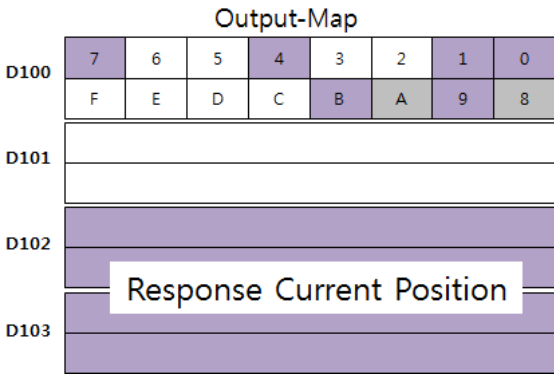 Output-Map
D100 7 6 5 4 3 2 1 0
F E D C B A 9 8
D101
D102
Response Current Position
D103